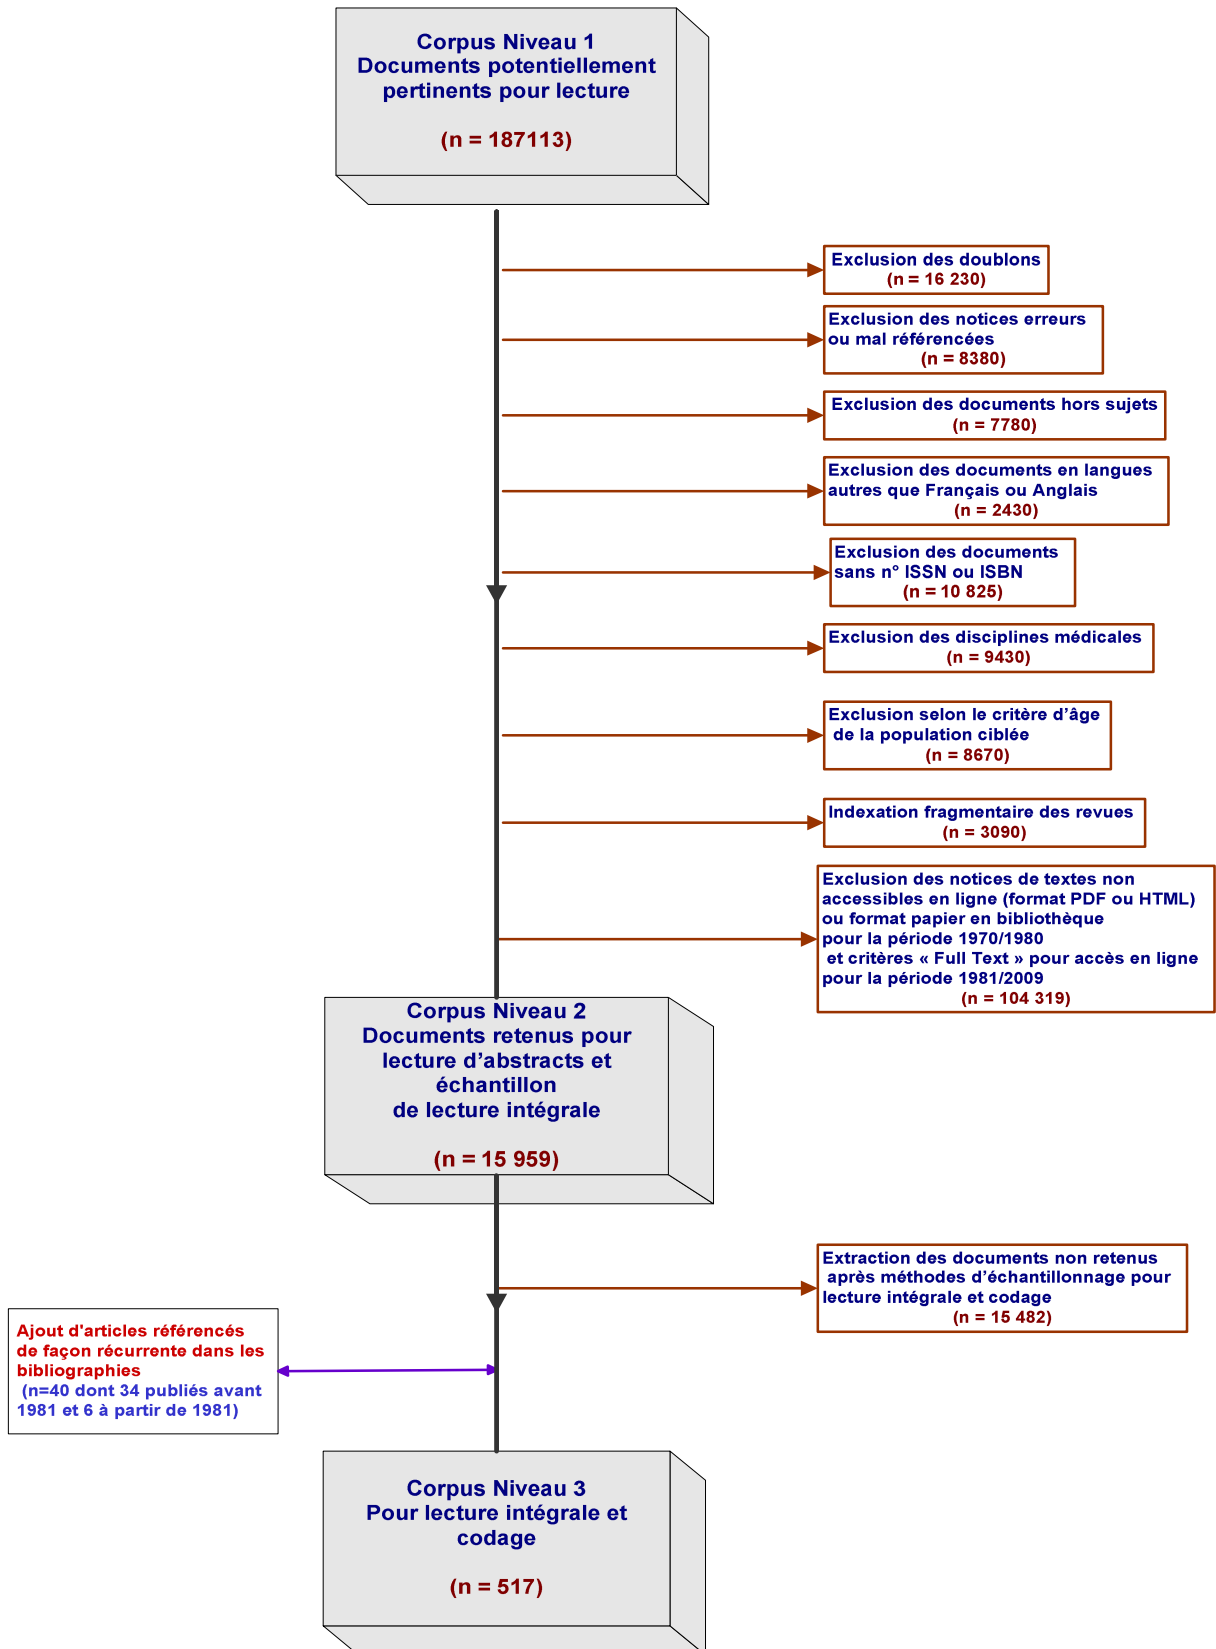 Corpus Niveau 1
Documents potentiellement
pertinents pour lecture
(n = 187113)
Exclusion des doublons
(n = 16 230)
Exclusion des notices erreurs
ou mal référencées
(n = 8380)
Exclusion des documents hors sujets
(n = 7780)
Exclusion des documents en langues
autres que Français ou Anglais
(n = 2430)
Exclusion des documents
sans n° ISSN ou ISBN
(n = 10 825)
Exclusion des disciplines médicales
(n = 9430)
Exclusion selon le critère d’âge
de la population ciblée
(n = 8670)
Indexation fragmentaire des revues
(n = 3090)
Exclusion des notices de textes non
accessibles en ligne (format PDF ou HTML)
ou format papier en bibliothèque
pour la période 1970/1980
et critères « Full Text » pour accès en ligne
pour la période 1981/2009
(n = 104 319)
Corpus Niveau 2
Documents retenus pour
lecture d’abstracts et
échantillon
de lecture intégrale
(n = 15 959)
Extraction des documents non retenus
après méthodes d’échantillonnage pour
lecture intégrale et codage
(n = 15 482)
Ajout d'articles référencés
de façon récurrente dans les
bibliographies
(n=40 dont 34 publiés avant
1981 et 6 à partir de 1981)
Corpus Niveau 3
Pour lecture intégrale et
codage
(n = 517)